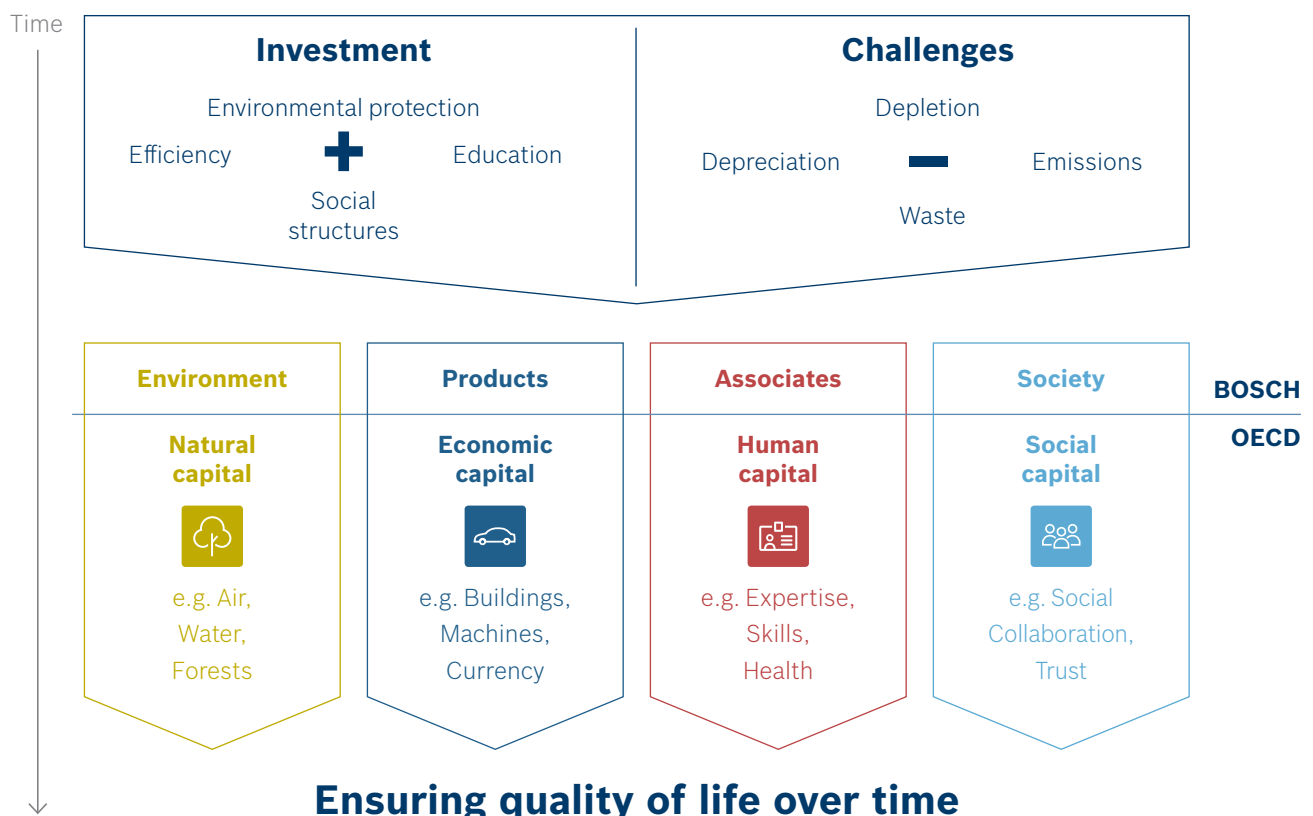 Time
Investment
Environmental protection
Efficiency
Education
Social
structures
Challenges
Depletion
Depreciation
Emissions
Waste
Environment
Products
Associates
Society
BOSCH
OECD
Natural
capital
e.g. Air,
Water,
Forests
Economic
capital
e.g. Buildings,
Machines,
Currency
Human
capital
e.g. Expertise,
Skills,
Health
Social
capital
e.g. Social
Collaboration,
Trust
Ensuring quality of life over time